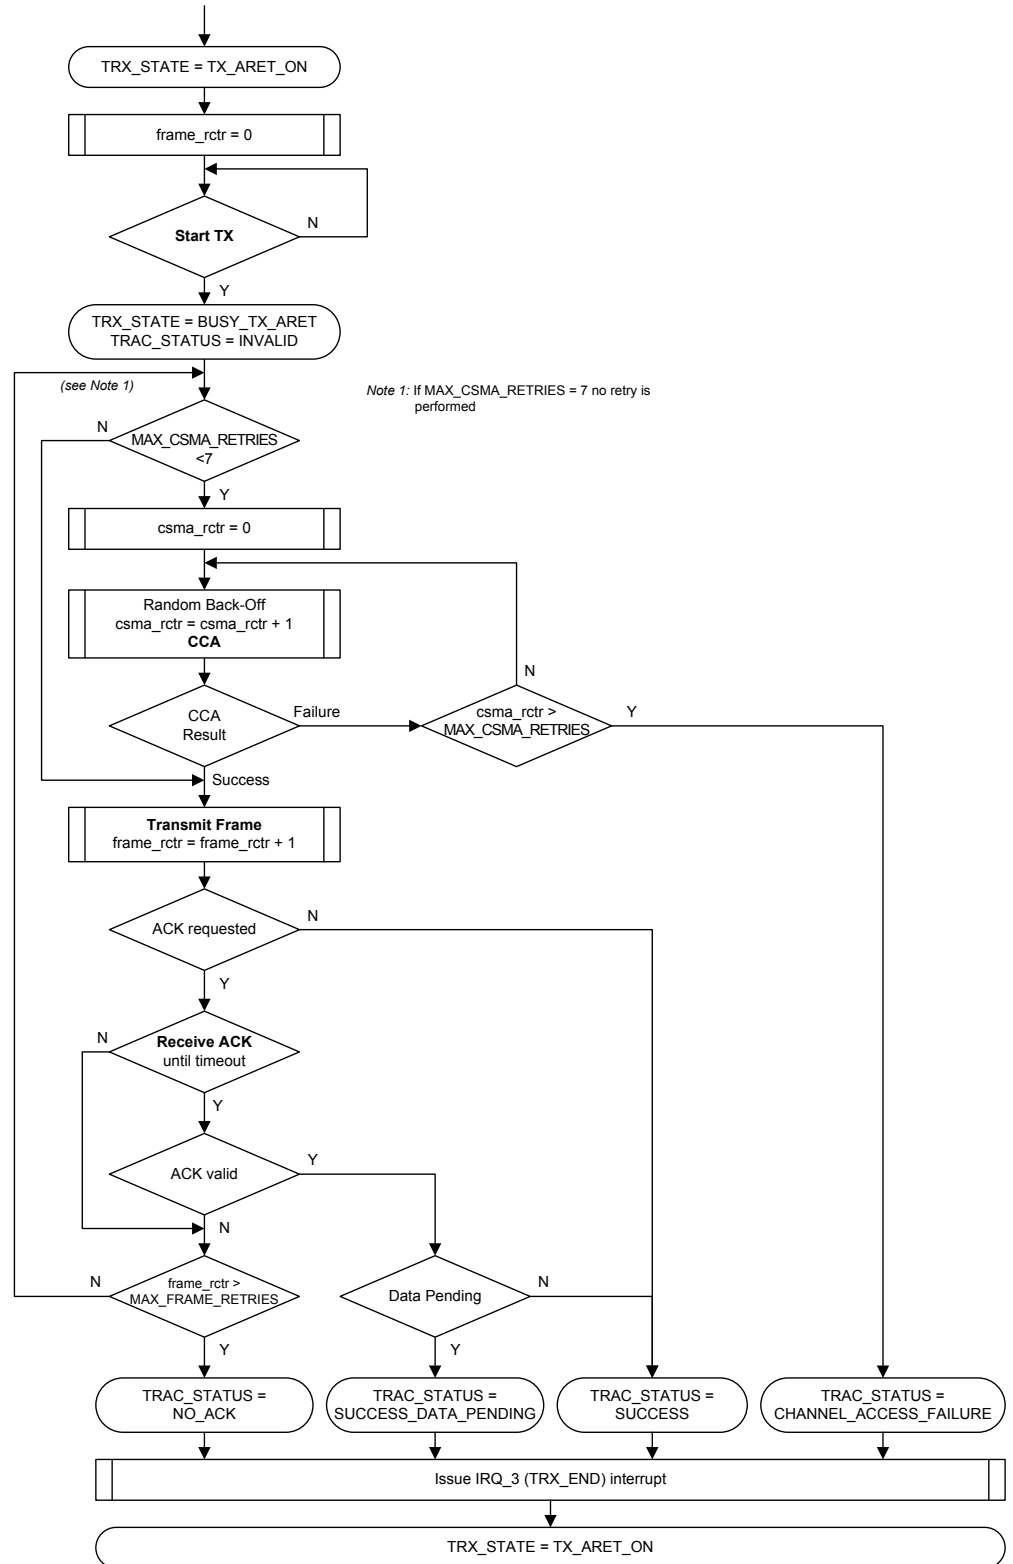 TRX_STATE = TX_ARET_ON
frame_rctr = 0
Start TX
N
Y
TRX_STATE = BUSY_TX_ARET
TRAC_STATUS = INVALID
(see Note 1)
Note 1: If MAX_CSMA_RETRIES = 7 no retry is
performed
N
MAX_CSMA_RETRIES
<7
Y
csma_rctr = 0
Random Back-Off
csma_rctr = csma_rctr + 1
CCA
N
CCA
Result
Failure
csma_rctr >
MAX_CSMA_RETRIES
Y
Success
Transmit Frame
frame_rctr = frame_rctr + 1
ACK requested
N
Y
N
Receive ACK
until timeout
Y
ACK valid
Y
N
N
frame_rctr >
MAX_FRAME_RETRIES
Data Pending
N
Y
Y
TRAC_STATUS =
NO_ACK
TRAC_STATUS =
SUCCESS_DATA_PENDING
TRAC_STATUS =
SUCCESS
TRAC_STATUS =
CHANNEL_ACCESS_FAILURE
Issue IRQ_3 (TRX_END) interrupt
TRX_STATE = TX_ARET_ON